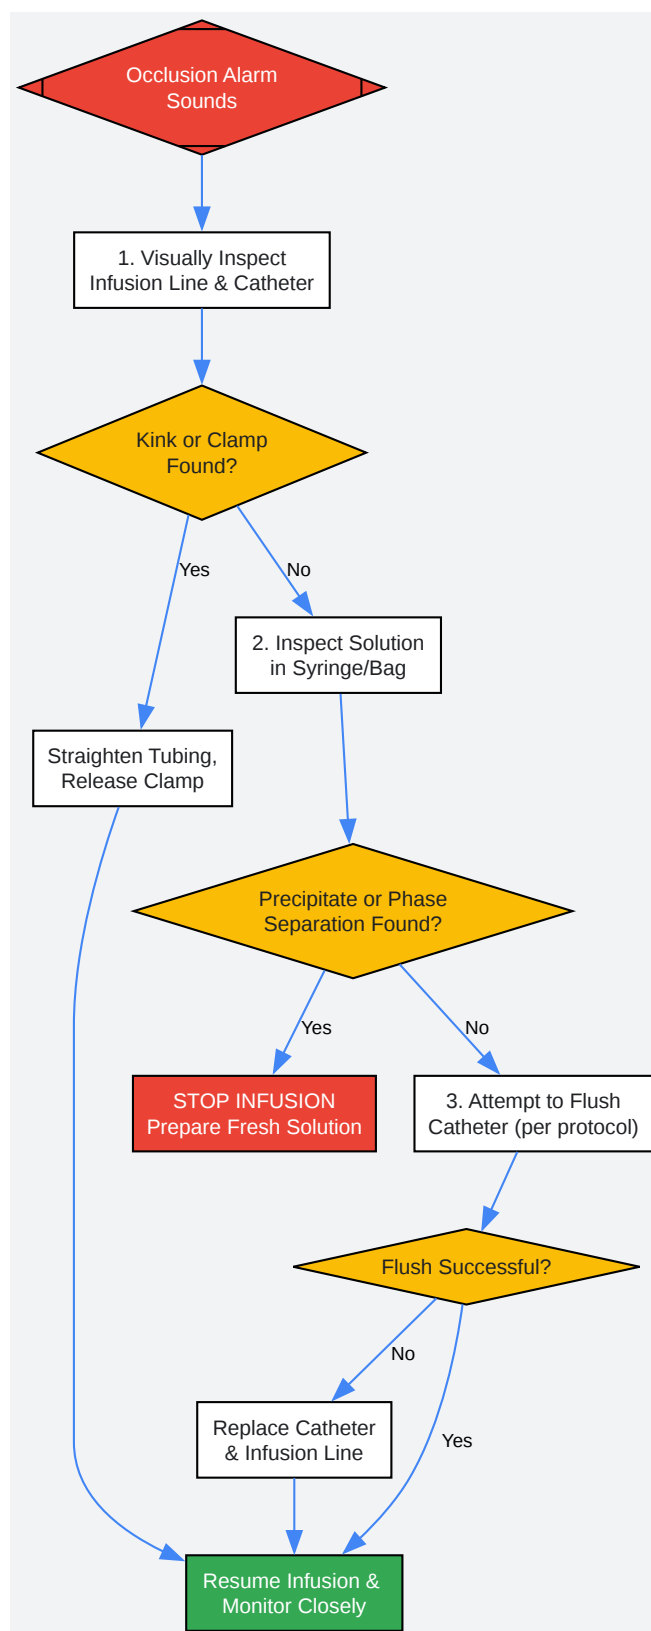 Occlusion Alarm
Sounds
1. Visually Inspect
Infusion Line & Catheter
Kink or Clamp
Found?
Yes
No
2. Inspect Solution
in Syringe/Bag
Straighten Tubing,
Release Clamp
Precipitate or Phase
Separation Found?
Yes
No
STOP INFUSION
Prepare Fresh Solution
3. Attempt to Flush
Catheter (per protocol)
Flush Successful?
No
Yes
Replace Catheter
& Infusion Line
Resume Infusion &
Monitor Closely